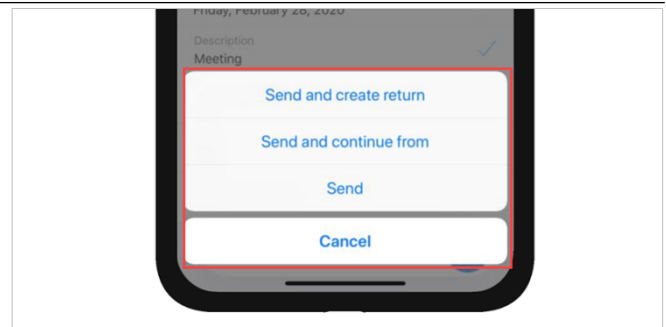 Friday, February 28, 2020
Description
Meeting
Send and create return
Send and continue from
Send
Cancel